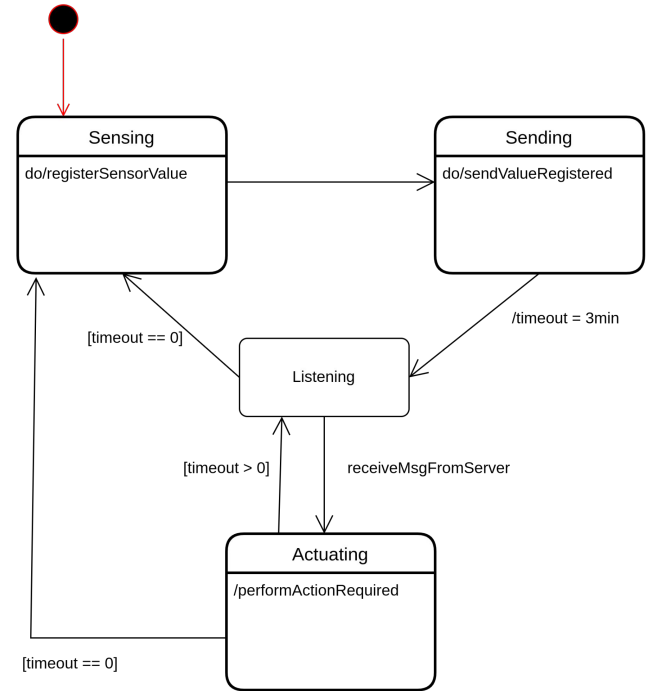 Sensing
do/registerSensorValue
Sending
do/sendValueRegistered
/timeout = 3min
[timeout == 0]
Listening
[timeout > 0]
receiveMsgFromServer
Actuating
/performActionRequired
[timeout == 0]